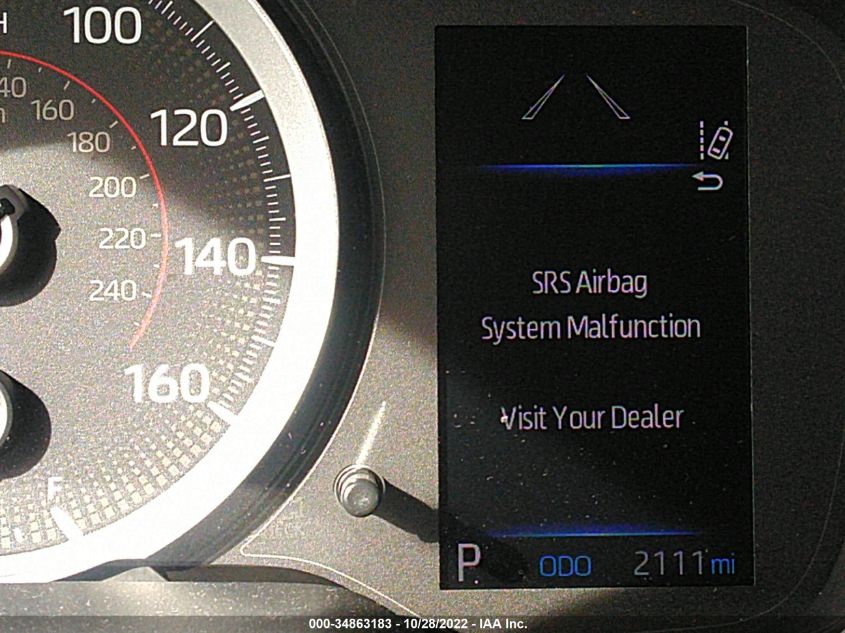 H
100
120
140
160
40
160
180
200
220
240
F
SRS Airbag
System Malfunction
Visit Your Dealer
P ODO 2111 mi
000-34863183 - 10/28/2022 - IAA Inc.